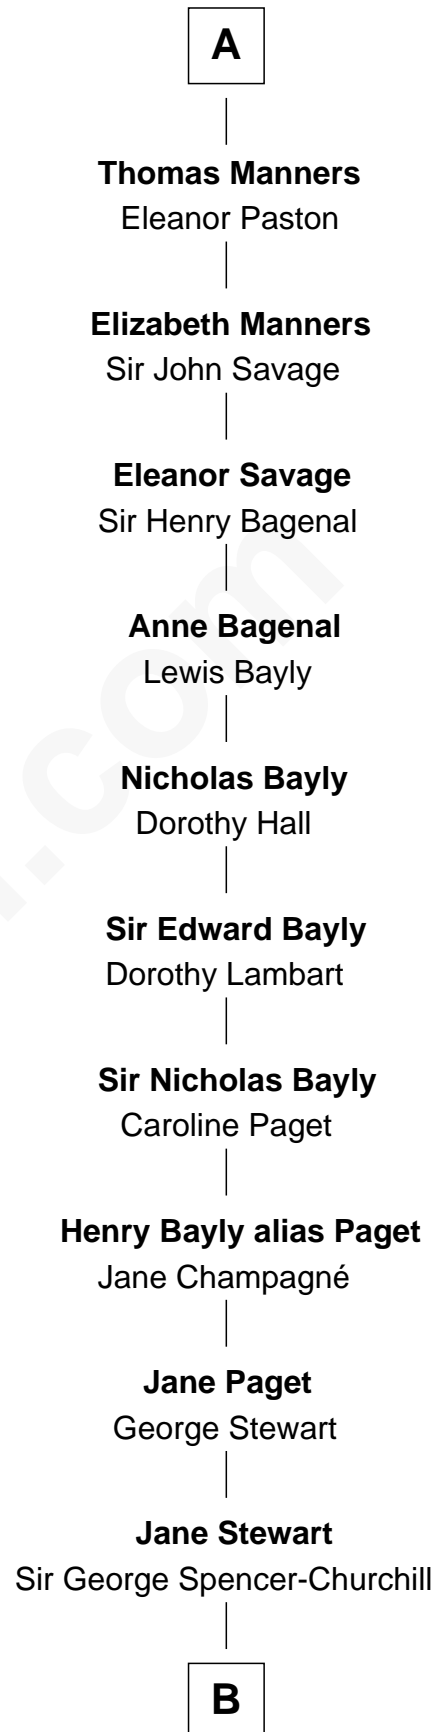 A
Thomas Manners
Eleanor Paston
Elizabeth Manners
Sir John Savage
Eleanor Savage
Sir Henry Bagenal
Anne Bagenal
Lewis Bayly
Nicholas Bayly
Dorothy Hall
Sir Edward Bayly
Dorothy Lambart
Sir Nicholas Bayly
Caroline Paget
Henry Bayly alias Paget
Jane Champagné
Jane Paget
George Stewart
Jane Stewart
Sir George Spencer-Churchill
B